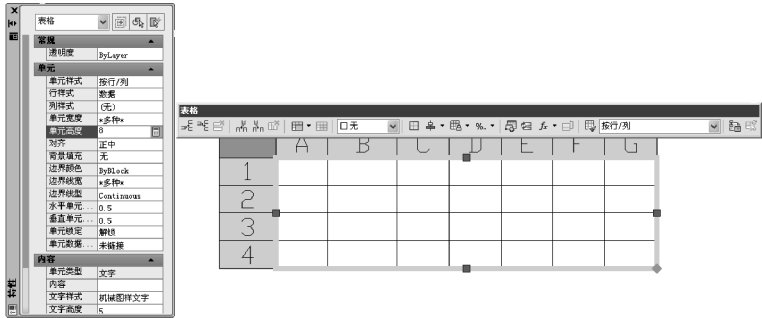 表格
常规
透明度 ByLayer
单元
单元样式 按行/列
行样式 数据
列样式 (无)
单元宽度 *多种*
单元高度 8
对齐 正中
背景填充 无
边界颜色 ByBlock
边界线宽 *多种*
边界线型 Continuous
水平单元... 0.5
垂直单元... 0.5
单元锁定 解锁
单元数据... 未链接
内容
单元类型 文字
内容
文字样式 机械图样文字
文字高度 5
特性
表格
无 按行/列
A B C D E F G
1
2
3
4